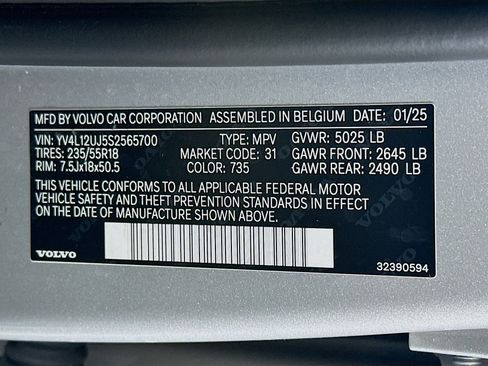 MFD BY VOLVO CAR CORPORATION ASSEMBLED IN BELGIUM DATE: 01/25
VIN: YV4L12UJ5S2565700 TYPE: MPV GVWR: 5025 LB
TIRES: 235/55R18 MARKET CODE: 31 GAWR FRONT: 2645 LB
RIM: 7.5Jx18x50.5 COLOR: 735 GAWR REAR: 2490 LB
THIS VEHICLE CONFORMS TO ALL APPLICABLE FEDERAL MOTOR
VEHICLE SAFETY AND THEFT PREVENTION STANDARDS IN EFFECT
ON THE DATE OF MANUFACTURE SHOWN ABOVE.
VOLVO
32390594